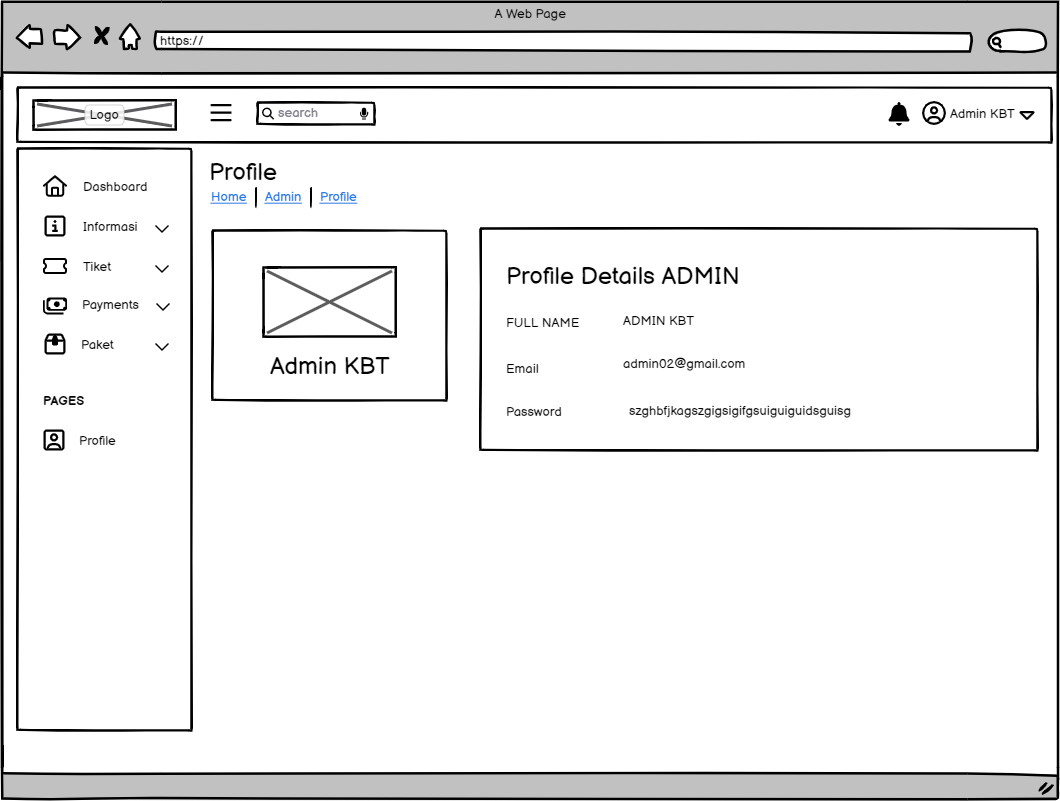 A Web Page
https://
Logo
search
Admin KBT
Dashboard
Informasi
Tiket
Payments
Paket
PAGES
Profile
Profile
Home Admin Profile
Admin KBT
Profile Details ADMIN
FULL NAME ADMIN KBT
Email admin02@gmail.com
Password szghbfjkagszgigsigifgsuiguiguidsguisg